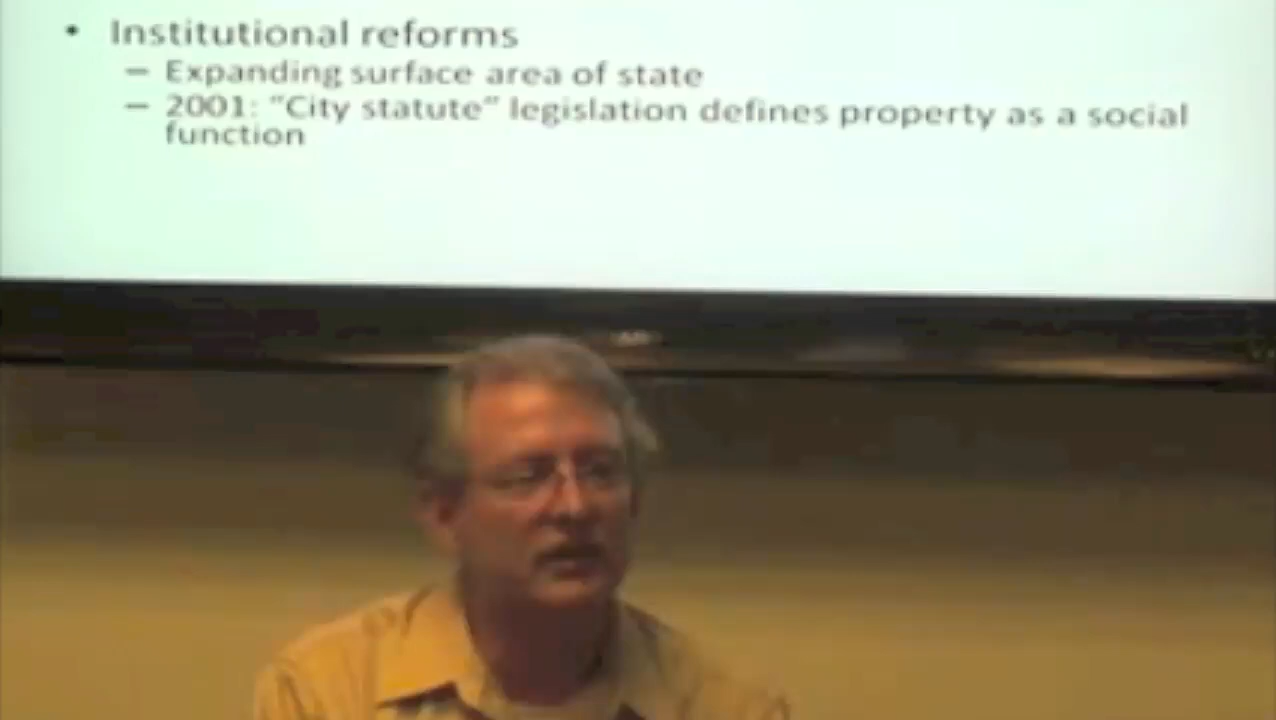 • Institutional reforms
– Expanding surface area of state
– 2001: “City statute” legislation defines property as a social
function